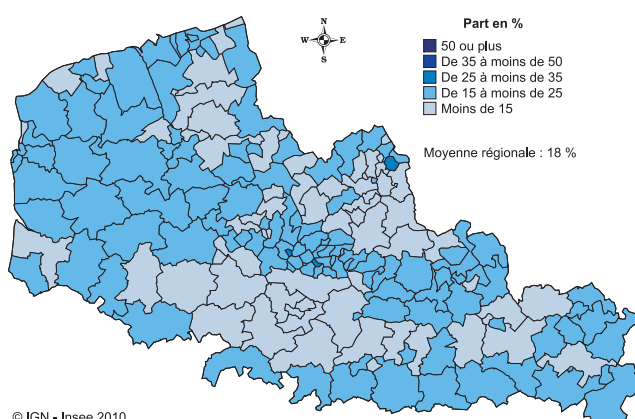 Part en %
N
W E
S
50 ou plus
De 35 à moins de 50
De 25 à moins de 35
De 15 à moins de 25
Moins de 15
Moyenne régionale : 18 %
© IGN - Insee 2010